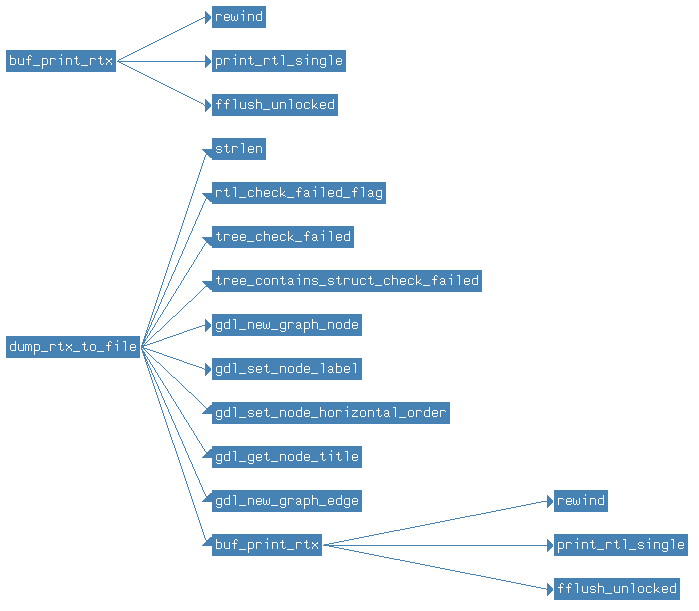 rewind
buf_print_rtx
print_rtl_single
fflush_unlocked
strlen
rtl_check_failed_flag
tree_check_failed
tree_contains_struct_check_failed
gdl_new_graph_node
dump_rtx_to_file
gdl_set_node_label
gdl_set_node_horizontal_order
gdl_get_node_title
gdl_new_graph_edge
rewind
buf_print_rtx
print_rtl_single
fflush_unlocked